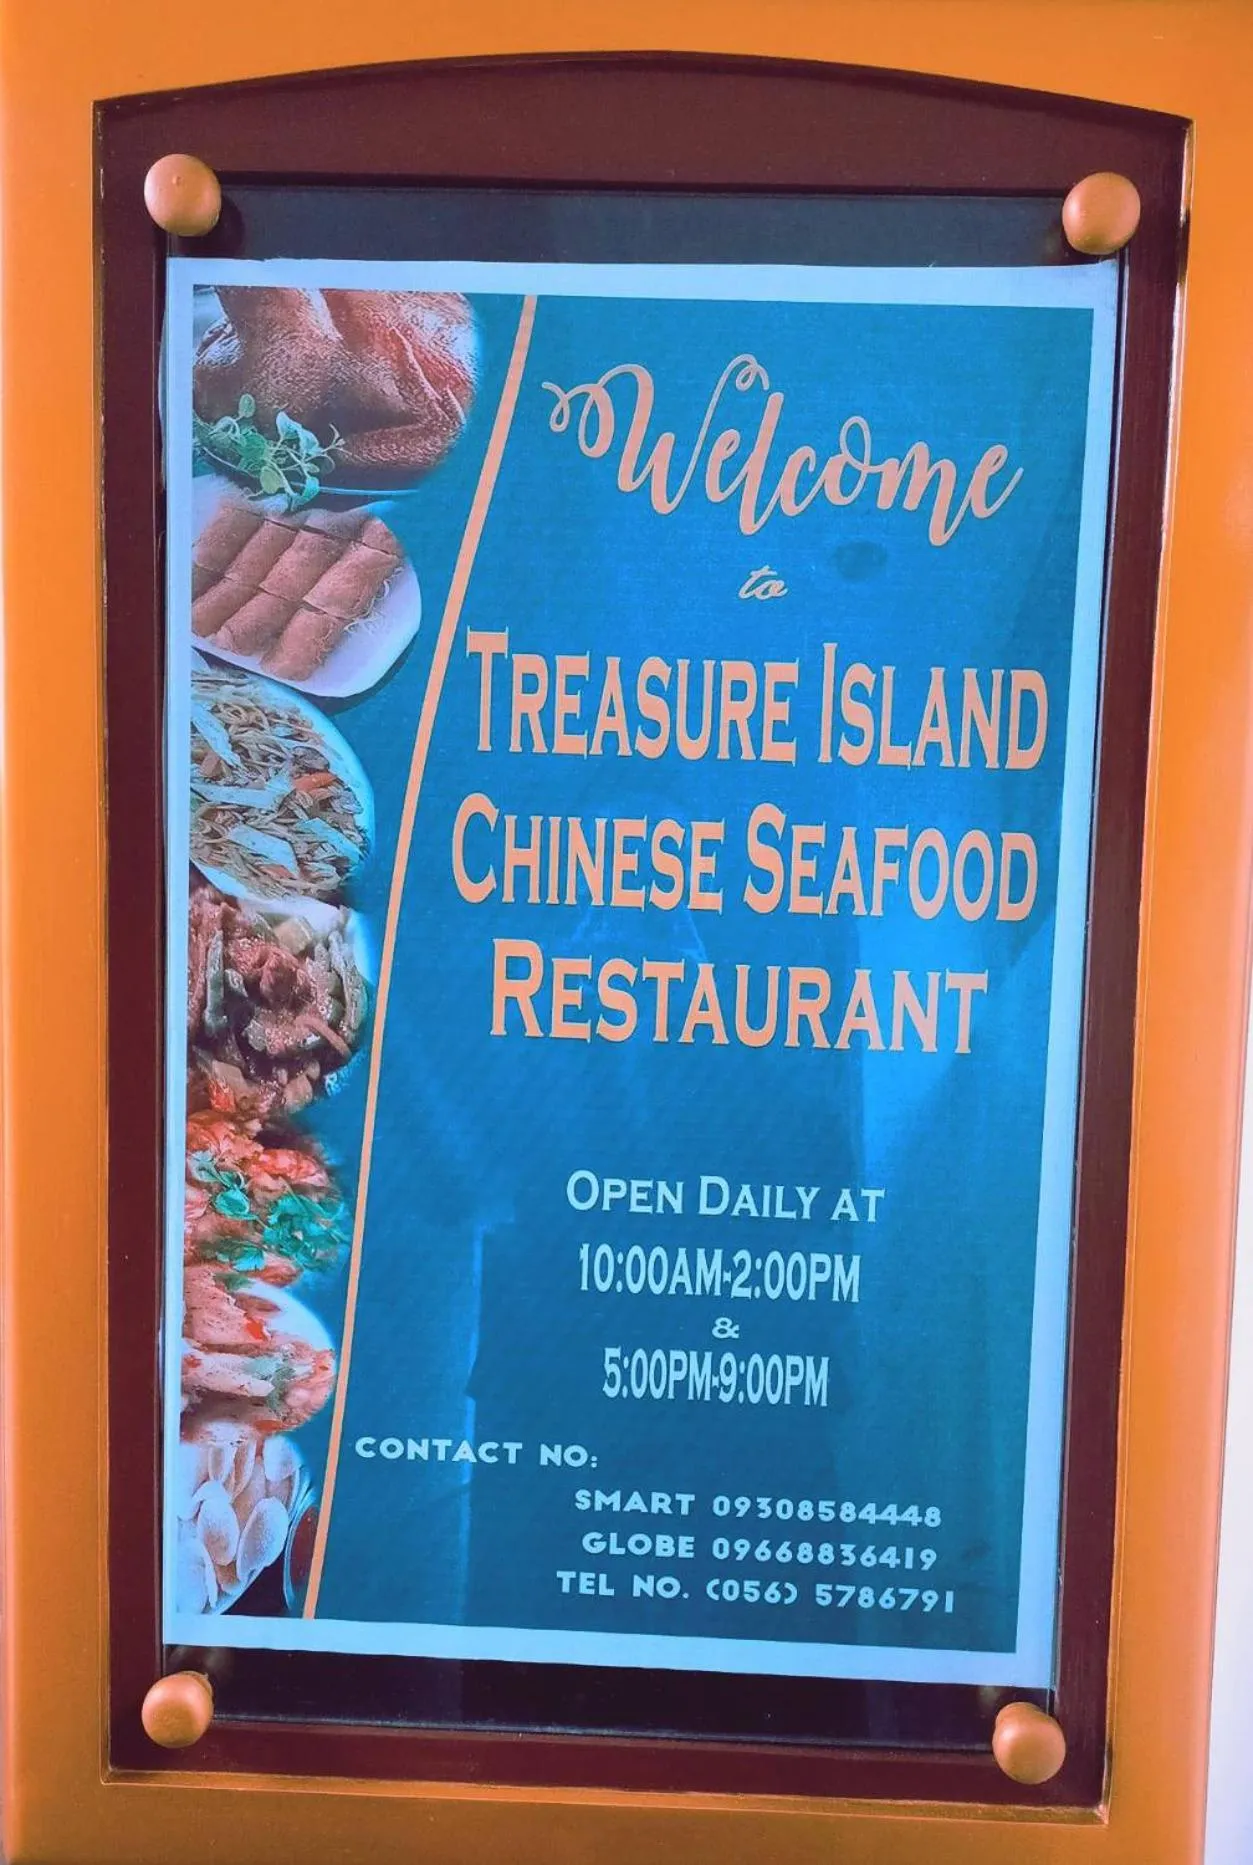 Welcome
to
TREASURE ISLAND
CHINESE SEAFOOD
RESTAURANT
OPEN DAILY AT
10:00AM-2:00PM
&
5:00PM-9:00PM
CONTACT NO:
SMART 09308584448
GLOBE 09668836419
TEL NO. (056) 5786791